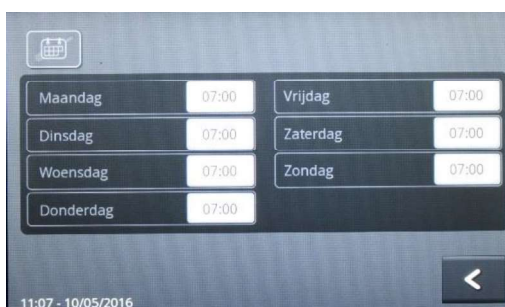 Maandag 07:00
Dinsdag 07:00
Woensdag 07:00
Donderdag 07:00
Vrijdag 07:00
Zaterdag 07:00
Zondag 07:00
11:07 - 10/05/2016